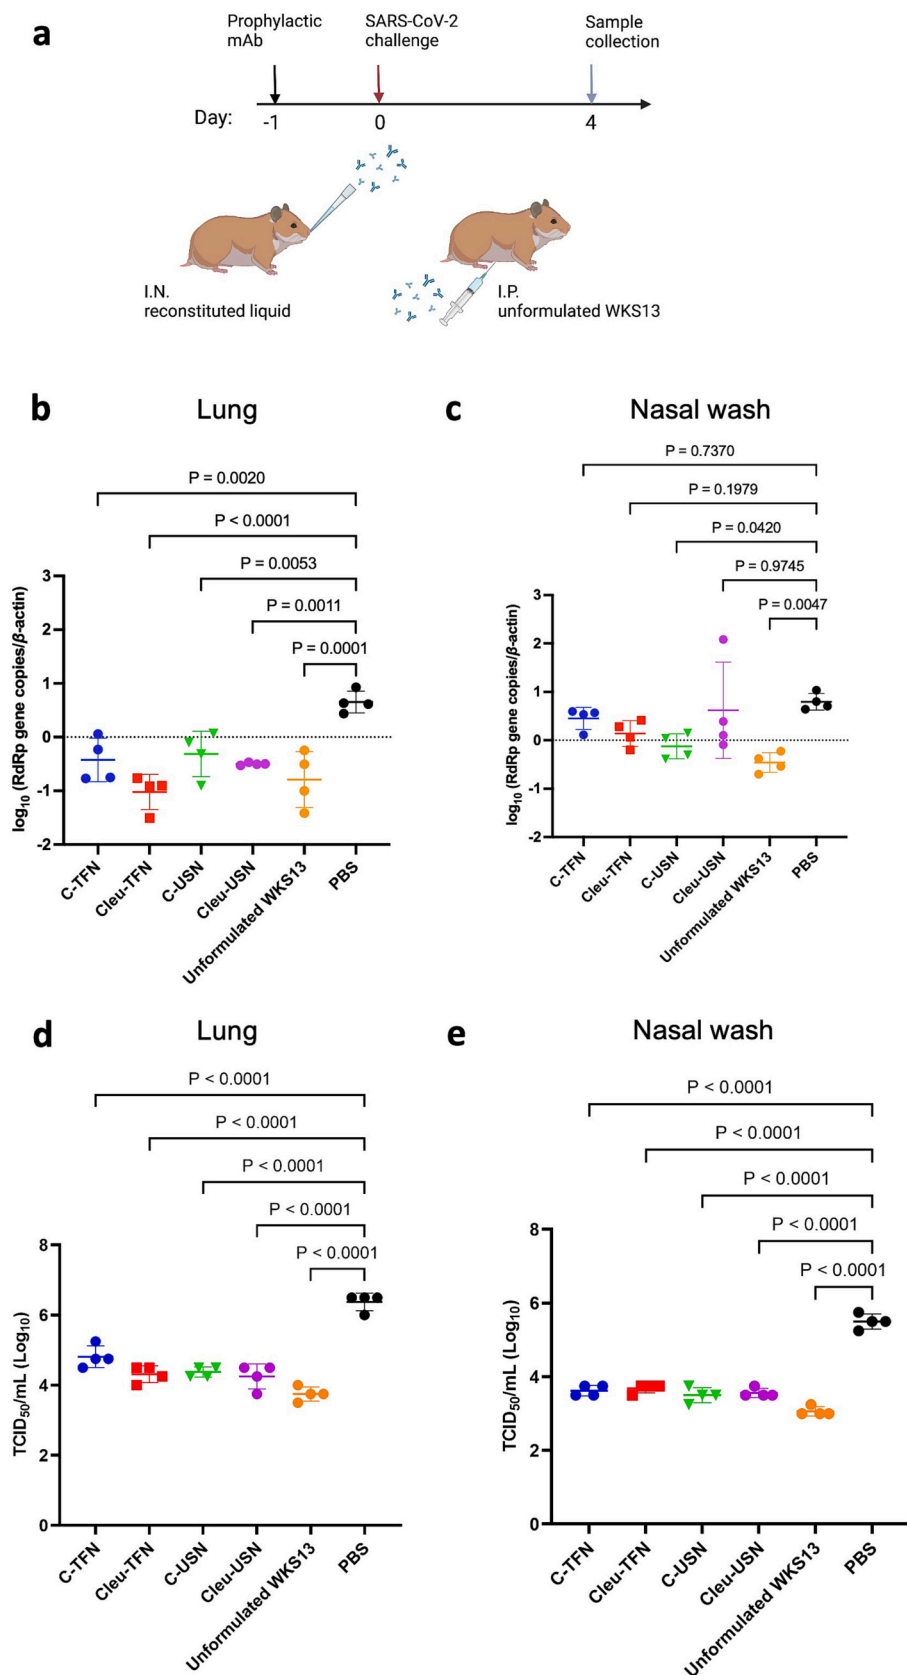 a
Prophylactic
mAb
SARS-CoV-2
challenge
Sample
collection
Day:
-1
0
4
I.N.
reconstituted liquid
I.P.
unformulated WKS13
b
Lung
P = 0.0020
P < 0.0001
P = 0.0053
P = 0.0011
P = 0.0001
log10 (RdRp gene copies/β-actin)
3
2
1
0
-1
-2
C-TFN
Cleu-TFN
C-USN
Cleu-USN
Unformulated WKS13
PBS
c
Nasal wash
P = 0.7370
P = 0.1979
P = 0.0420
P = 0.9745
P = 0.0047
log10 (RdRp gene copies/β-actin)
3
2
1
0
-1
-2
C-TFN
Cleu-TFN
C-USN
Cleu-USN
Unformulated WKS13
PBS
d
Lung
P < 0.0001
P < 0.0001
P < 0.0001
P < 0.0001
P < 0.0001
TCID50/mL (Log10)
8
6
4
2
0
C-TFN
Cleu-TFN
C-USN
Cleu-USN
Unformulated WKS13
PBS
e
Nasal wash
P < 0.0001
P < 0.0001
P < 0.0001
P < 0.0001
P < 0.0001
TCID50/mL (Log10)
8
6
4
2
0
C-TFN
Cleu-TFN
C-USN
Cleu-USN
Unformulated WKS13
PBS